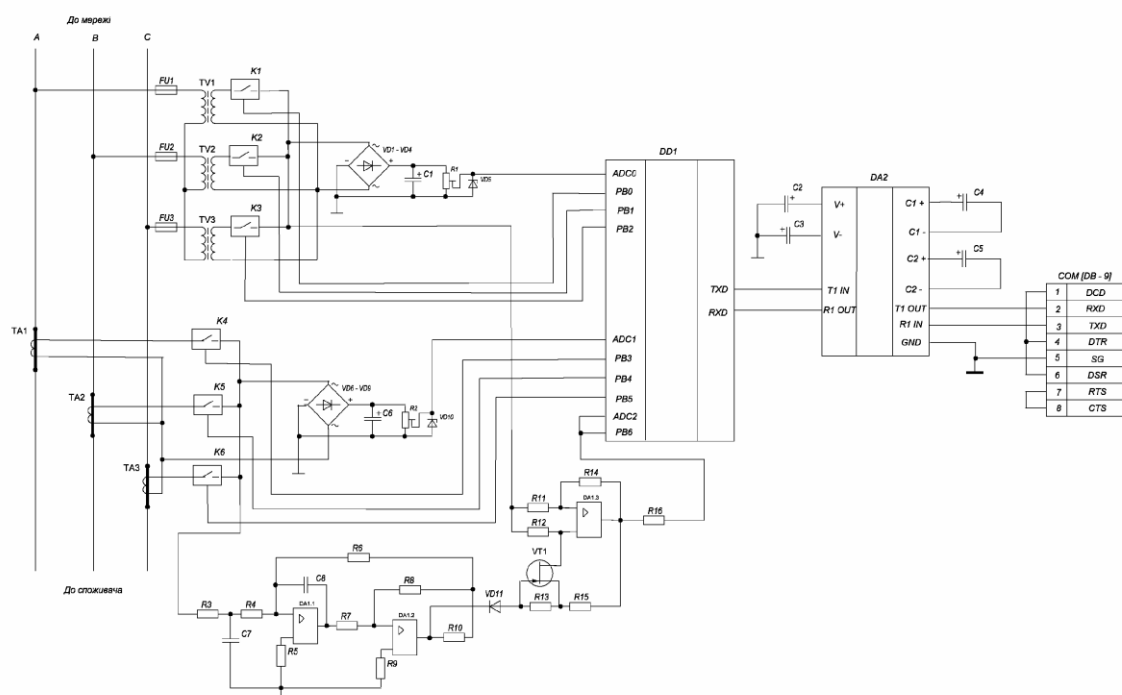 До мережі
A B C
FU1
TV1
K1
FU2
TV2
K2
FU3
TV3
K3
VD1 - VD4
~
~
-
+
+
C1
R1
VD5
TA1
K4
TA2
K5
TA3
K6
VD6 - VD9
~
~
-
+
+
C6
R2
VD10
DD1
ADC0
PB0
PB1
PB2
TXD
RXD
ADC1
PB3
PB4
PB5
ADC2
PB6
DA2
C2
+
C3
+
V+
V-
T1 IN
R1 OUT
C1 +
C1 -
C2 +
C2 -
T1 OUT
R1 IN
GND
C4
+
C5
+
COM [DB - 9]
1 DCD
2 RXD
3 TXD
4 DTR
5 SG
6 DSR
7 RTS
8 CTS
R11
R12
R14
DA1.3
R16
VT1
VD11
R13
R15
До споживача
R3
R4
C7
R5
C8
R6
DA1.1
R7
R8
DA1.2
R9
R10